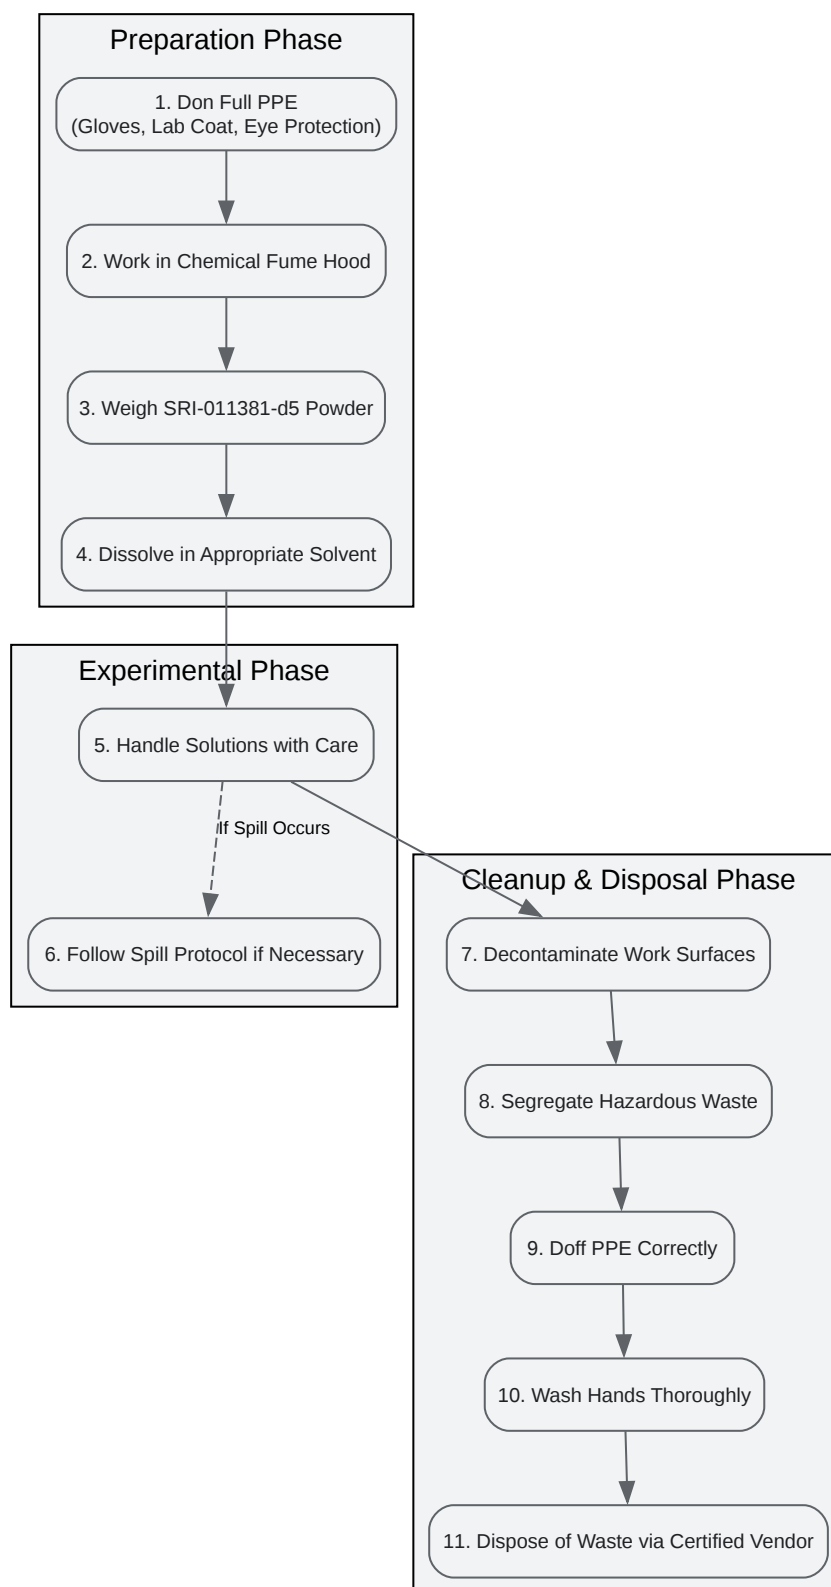 Preparation Phase
1. Don Full PPE
(Gloves, Lab Coat, Eye Protection)
2. Work in Chemical Fume Hood
3. Weigh SRI-011381-d5 Powder
4. Dissolve in Appropriate Solvent
Experimental Phase
5. Handle Solutions with Care
If Spill Occurs
6. Follow Spill Protocol if Necessary
Cleanup & Disposal Phase
7. Decontaminate Work Surfaces
8. Segregate Hazardous Waste
9. Doff PPE Correctly
10. Wash Hands Thoroughly
11. Dispose of Waste via Certified Vendor